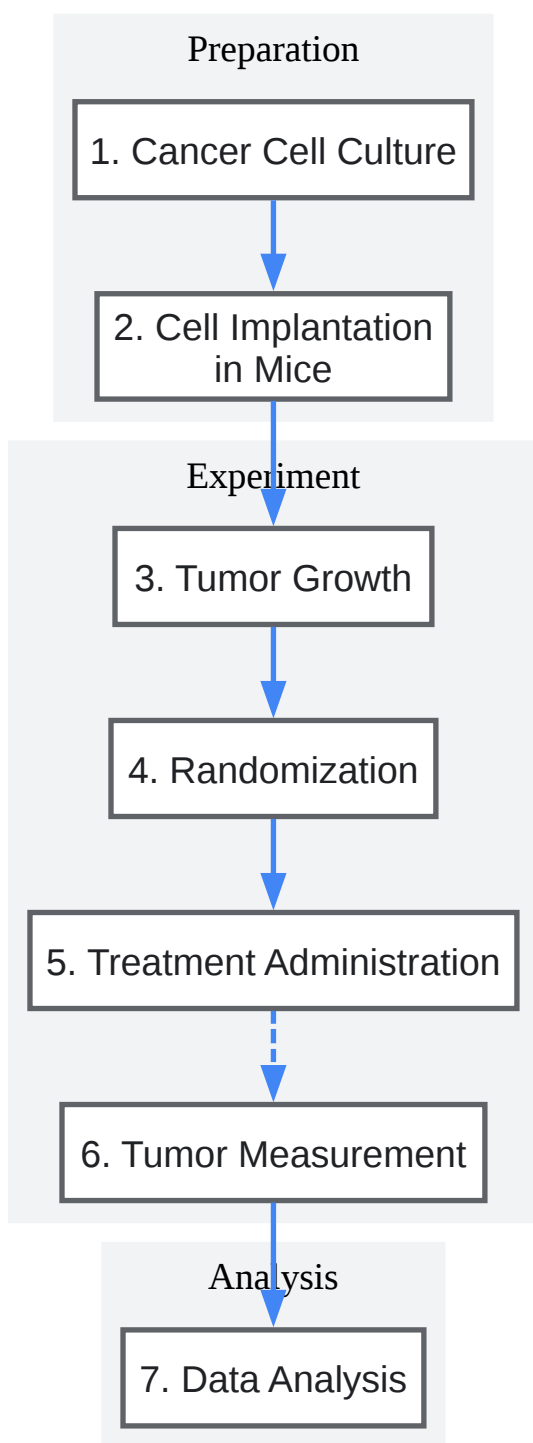 Preparation
1. Cancer Cell Culture
2. Cell Implantation
in Mice
Experiment
3. Tumor Growth
4. Randomization
5. Treatment Administration
6. Tumor Measurement
Analysis
7. Data Analysis